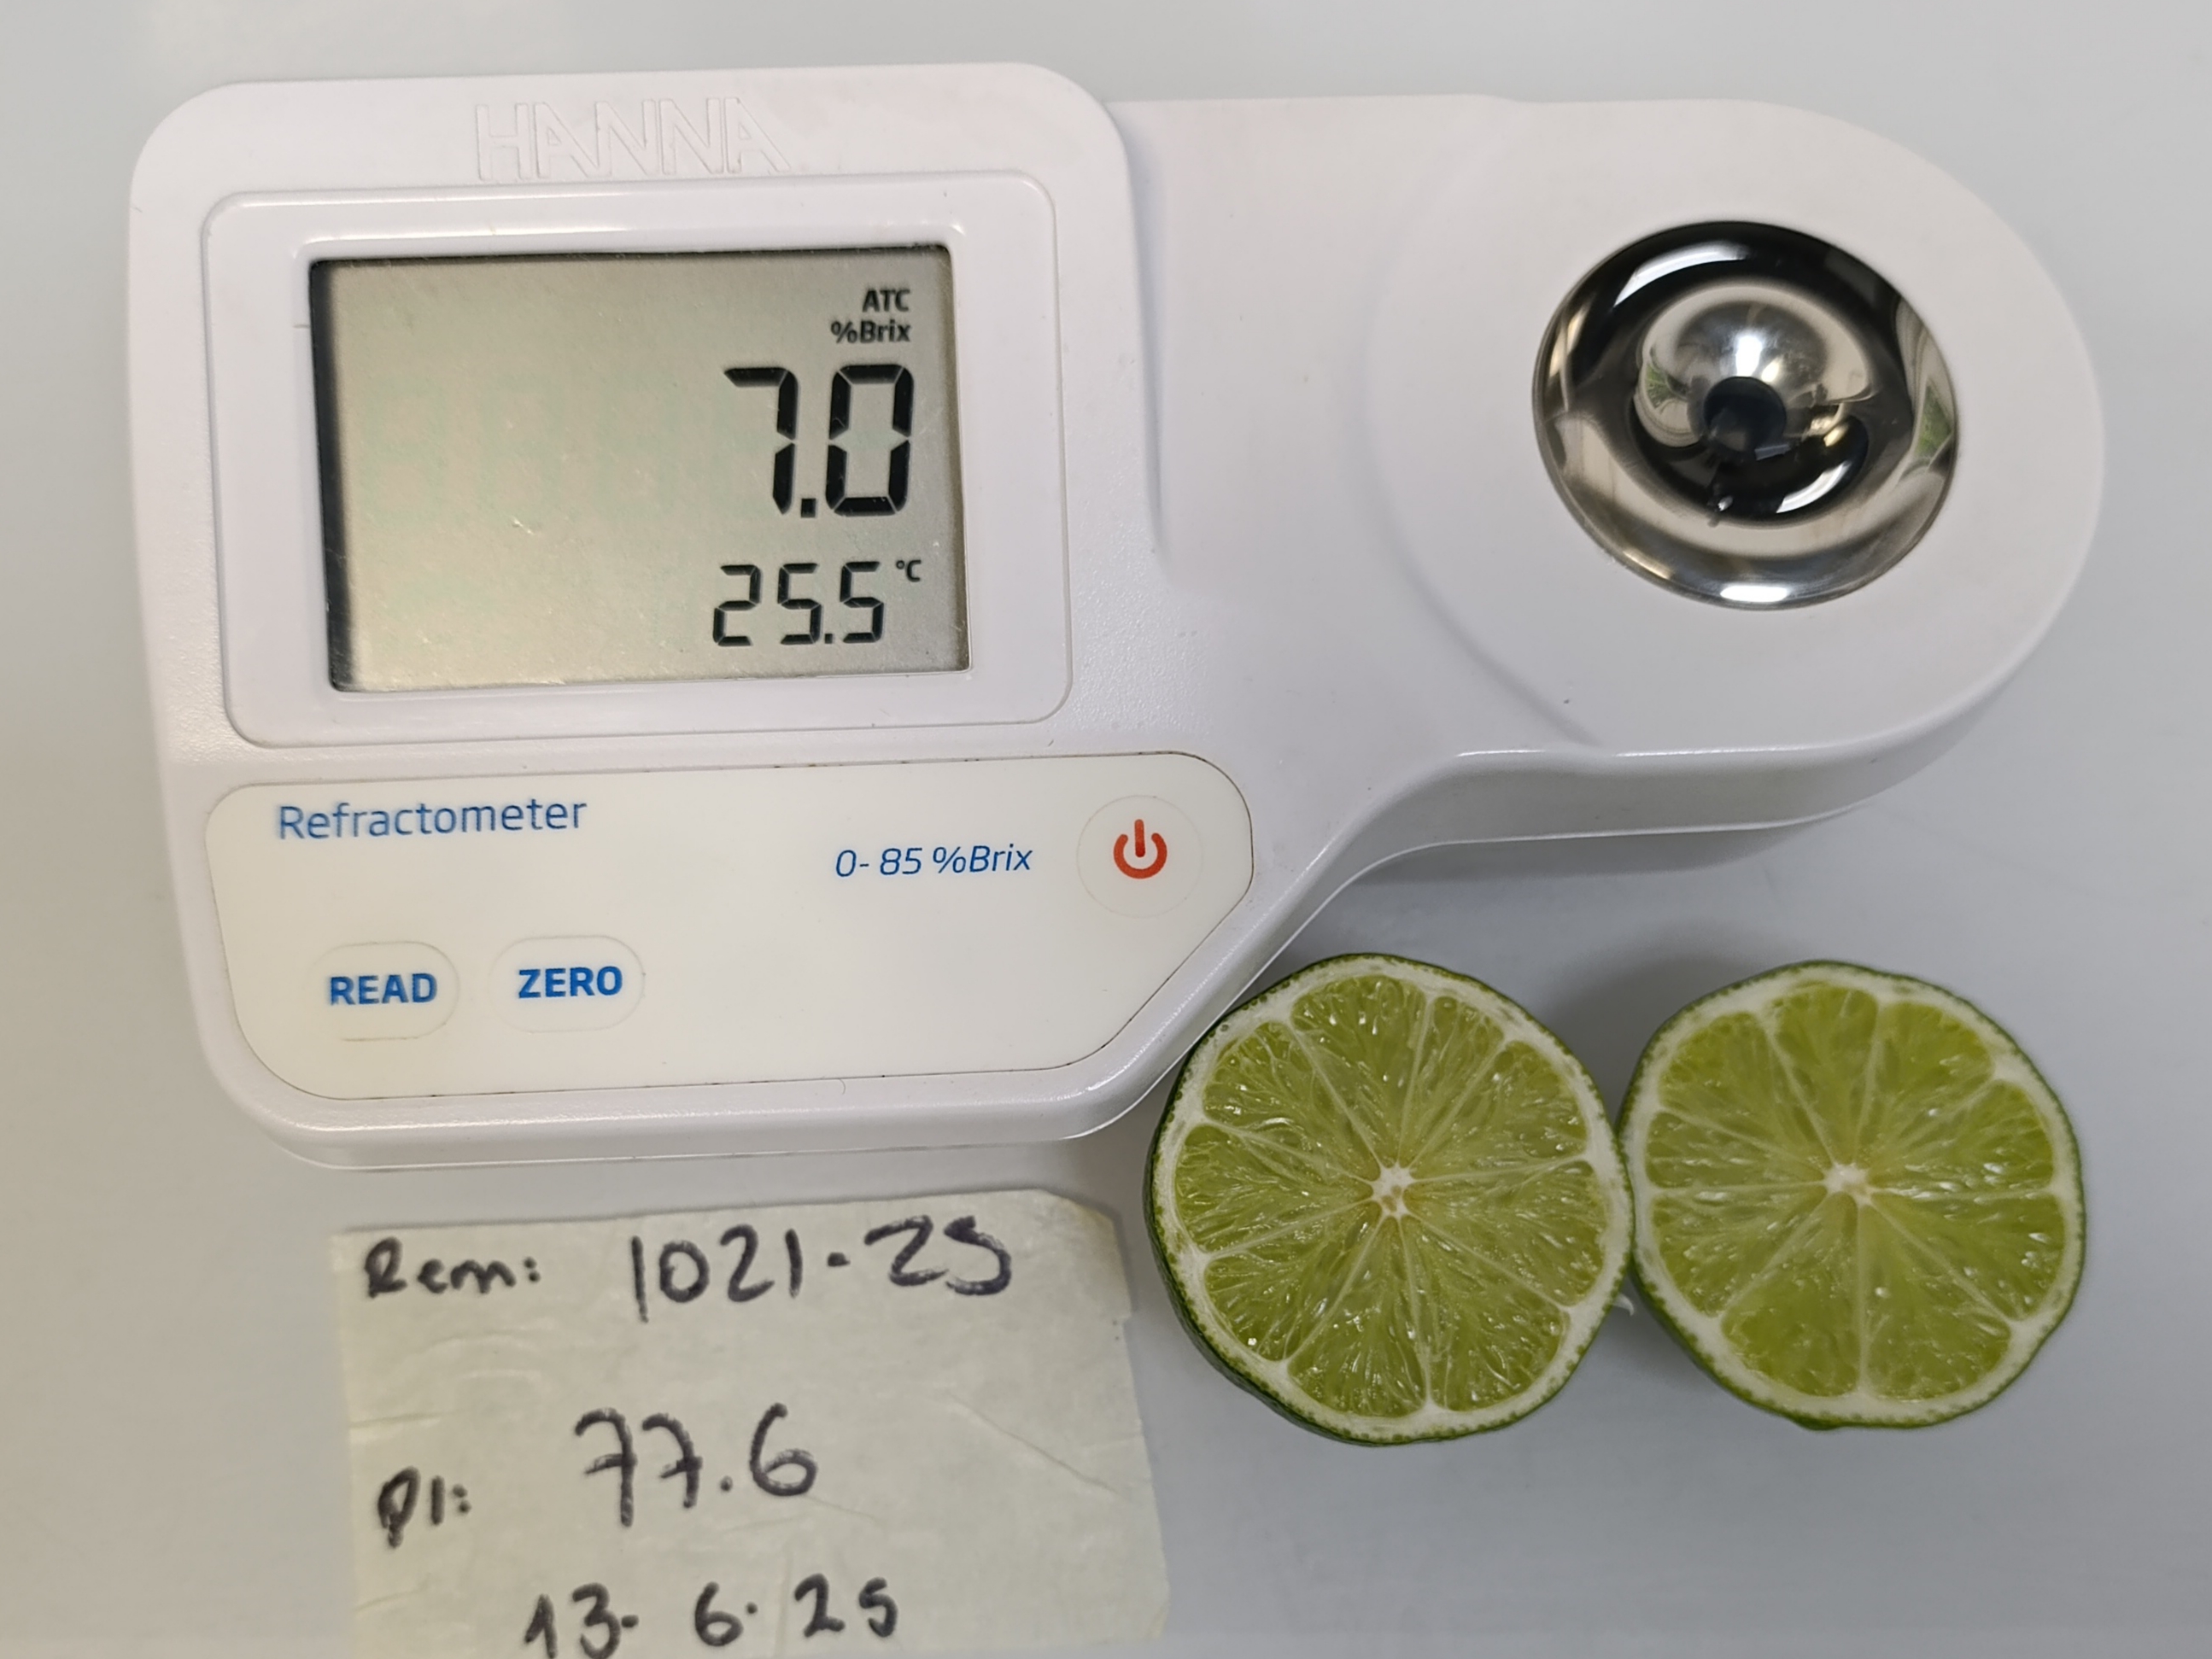 HANNA
ATC
%Brix
7.0
25.5 °C
Refractometer
0- 85 %Brix
READ
ZERO
Rem: 1021-25
PI: 77.6
13- 6- 25